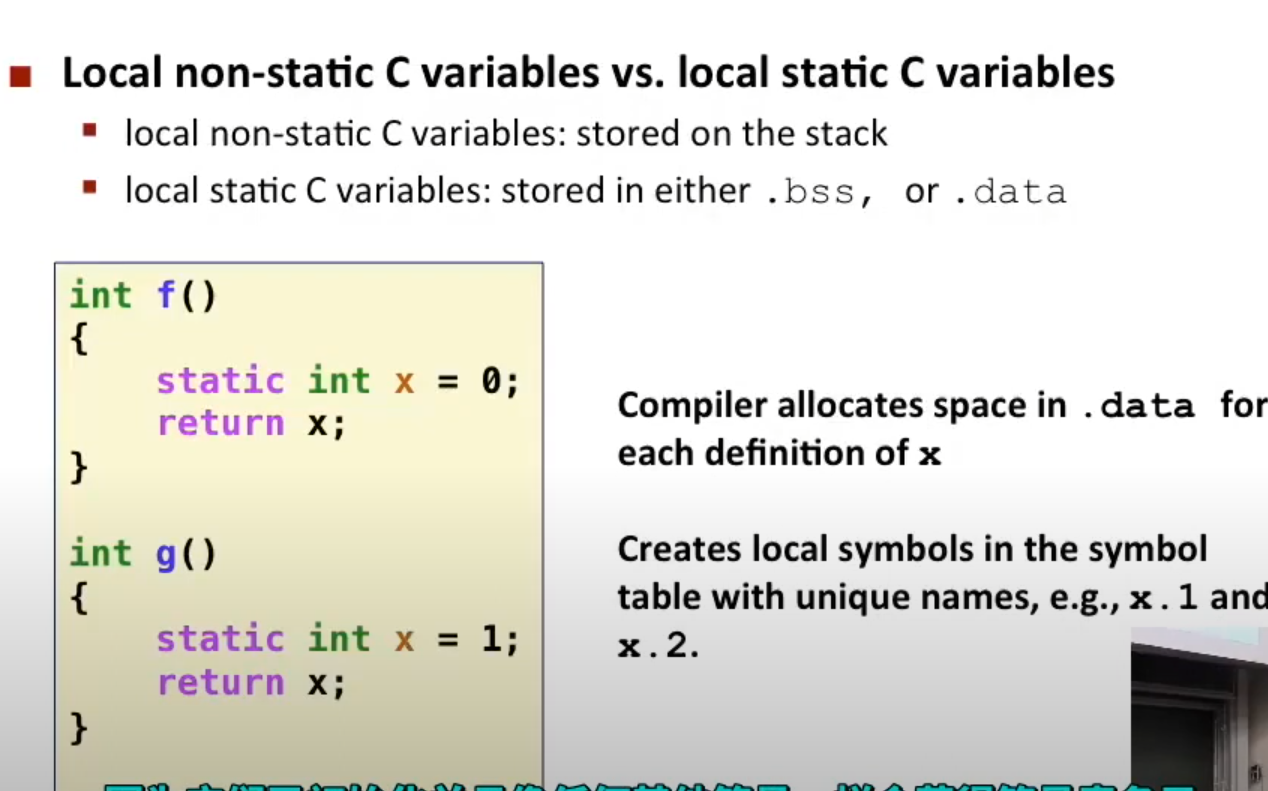 Local non-static C variables vs. local static C variables
local non-static C variables: stored on the stack
local static C variables: stored in either .bss, or .data
int f()
{
    static int x = 0;
    return x;
}
int g()
{
    static int x = 1;
    return x;
}
Compiler allocates space in .data for
each definition of x
Creates local symbols in the symbol
table with unique names, e.g., x.1 and
x.2.